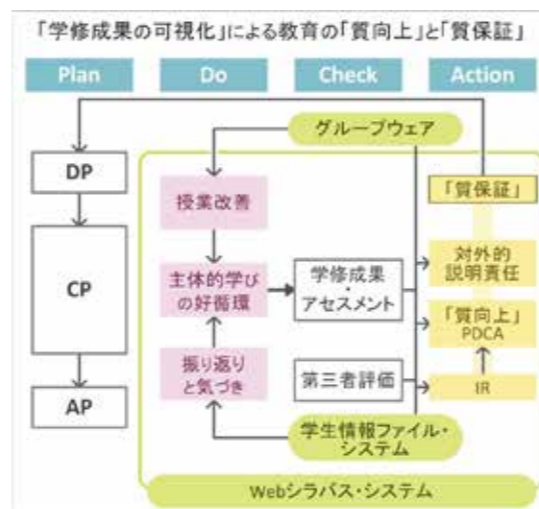 「学修成果の可視化」による教育の「質向上」と「質保証」
Plan
Do
Check
Action
グループウェア
DP
授業改善
「質保証」
CP
主体的学び
の好循環
学修成果
・
アセスメント
対外的
説明責任
「質向上」
PDCA
振り返り
と気づき
第三者評価
IR
AP
学生情報ファイル・
システム
Webシラバス・システム